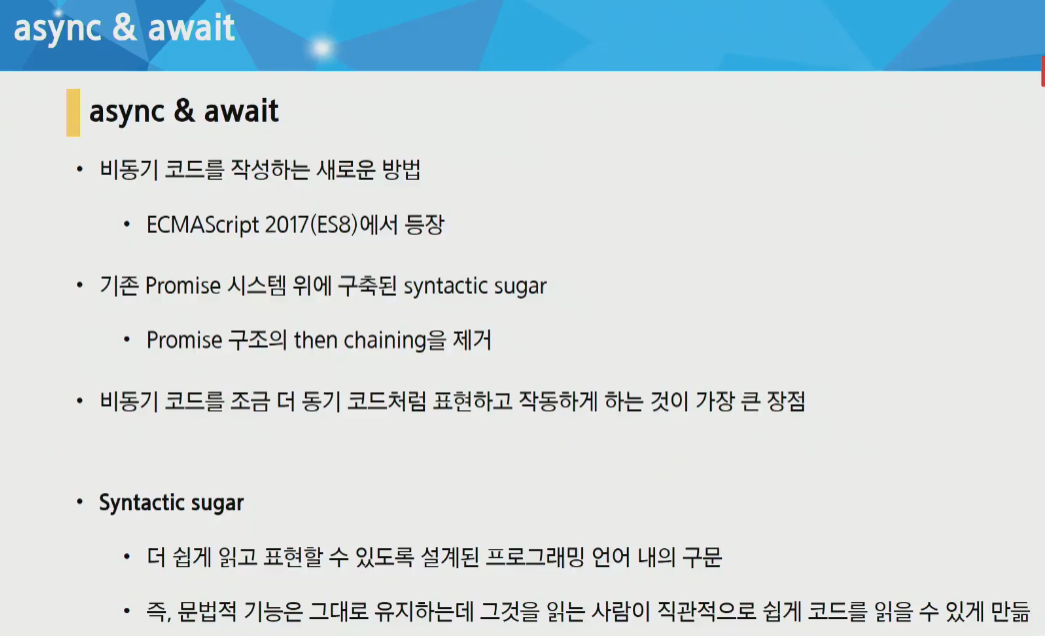 async & await
async & await
• 비동기 코드를 작성하는 새로운 방법
• ECMAScript 2017(ES8)에서 등장
• 기존 Promise 시스템 위에 구축된 syntactic sugar
• Promise 구조의 then chaining을 제거
• 비동기 코드를 조금 더 동기 코드처럼 표현하고 작동하게 하는 것이 가장 큰 장점
• Syntactic sugar
• 더 쉽게 읽고 표현할 수 있도록 설계된 프로그래밍 언어 내의 구문
• 즉, 문법적 기능은 그대로 유지하는데 그것을 읽는 사람이 직관적으로 쉽게 코드를 읽을 수 있게 만듦